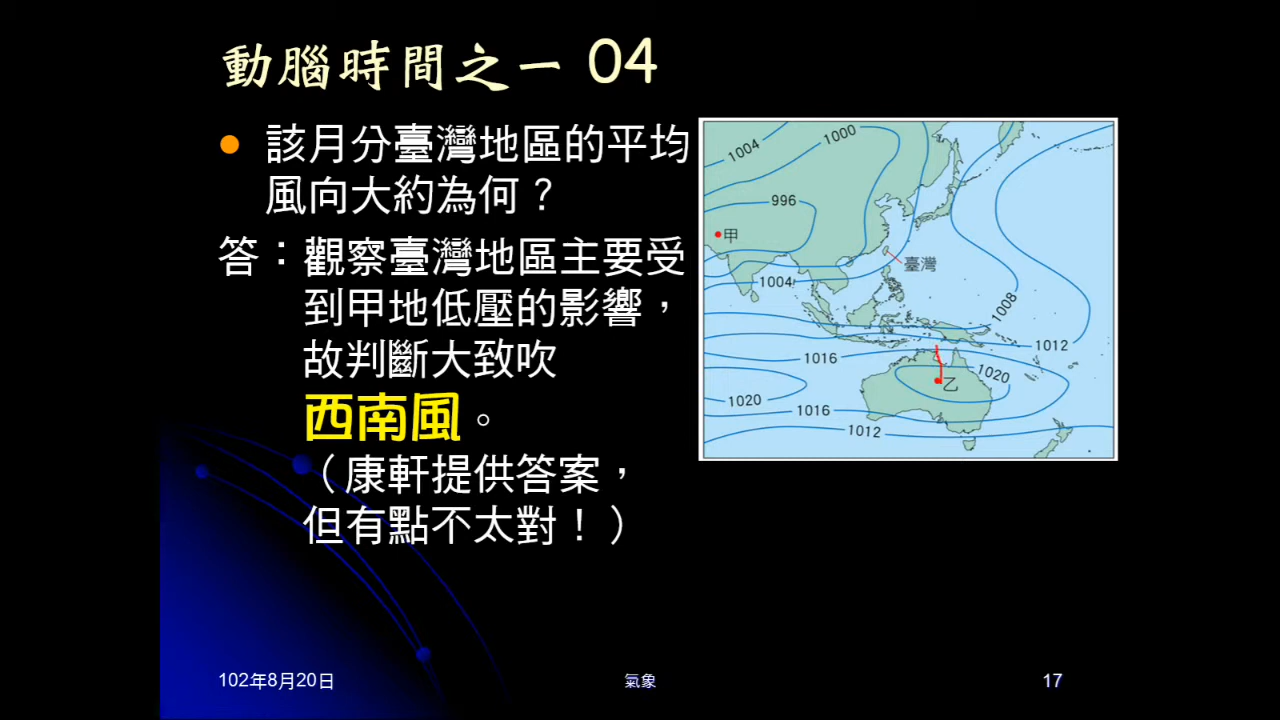 動腦時間之一 04
該月分臺灣地區的平均
風向大約為何？
答：觀察臺灣地區主要受
到甲地低壓的影響，
故判斷大致吹
西南風。
（康軒提供答案，
但有點不太對！）
1004
1000
996
甲
臺灣
1004
1008
1012
1016
1020
乙
1020
1016
1012
102年8月20日
氣象
17